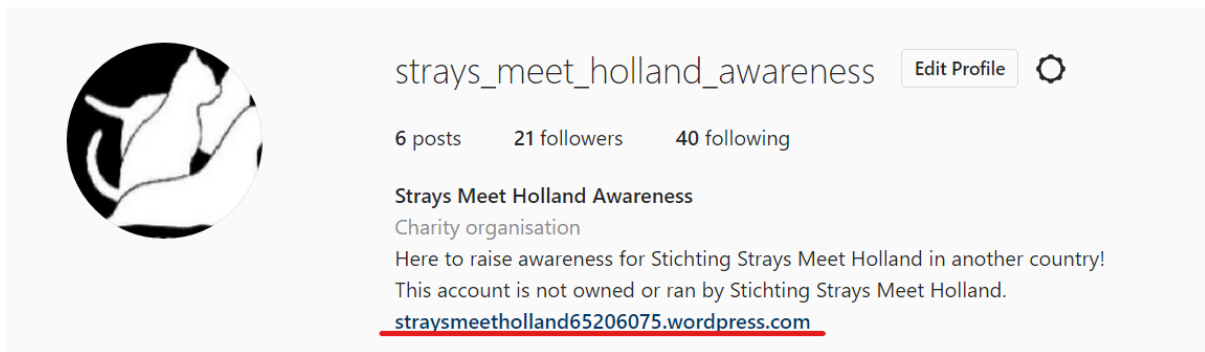 strays_meet_holland_awareness Edit Profile
6 posts 21 followers 40 following
Strays Meet Holland Awareness
Charity organisation
Here to raise awareness for Stichting Strays Meet Holland in another country!
This account is not owned or ran by Stichting Strays Meet Holland.
straysmeetholland65206075.wordpress.com